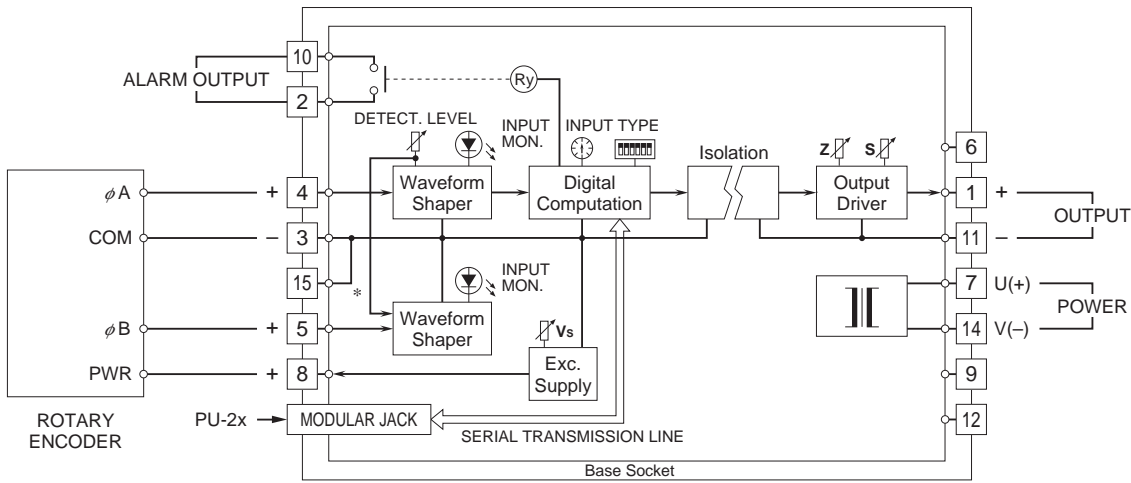 10
ALARM OUTPUT
2
Ry
DETECT. LEVEL
INPUT
MON.
INPUT TYPE
Isolation
Z
S
6
φA
+
4
Waveform
Shaper
Digital
Computation
Output
Driver
1
+
OUTPUT
COM
–
3
11
–
15
*
INPUT
MON.
7
U(+)
POWER
φB
+
5
Waveform
Shaper
Vs
14
V(–)
PWR
+
8
Exc.
Supply
9
ROTARY
ENCODER
PU-2x
MODULAR JACK
SERIAL TRANSMISSION LINE
12
Base Socket